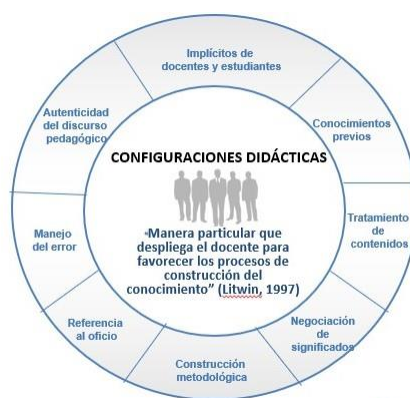 Implícitos de
docentes y estudiantes
Conocimientos
previos
Tratamiento
de
contenidos
Negociación
de
significados
Construcción
metodológica
Referencia
al oficio
Manejo
del error
Autenticidad
del discurso
pedagógico
CONFIGURACIONES DIDÁCTICAS
“Manera particular que
despliega el docente para
favorecer los procesos de
construcción del
conocimiento” (Litwin, 1997)